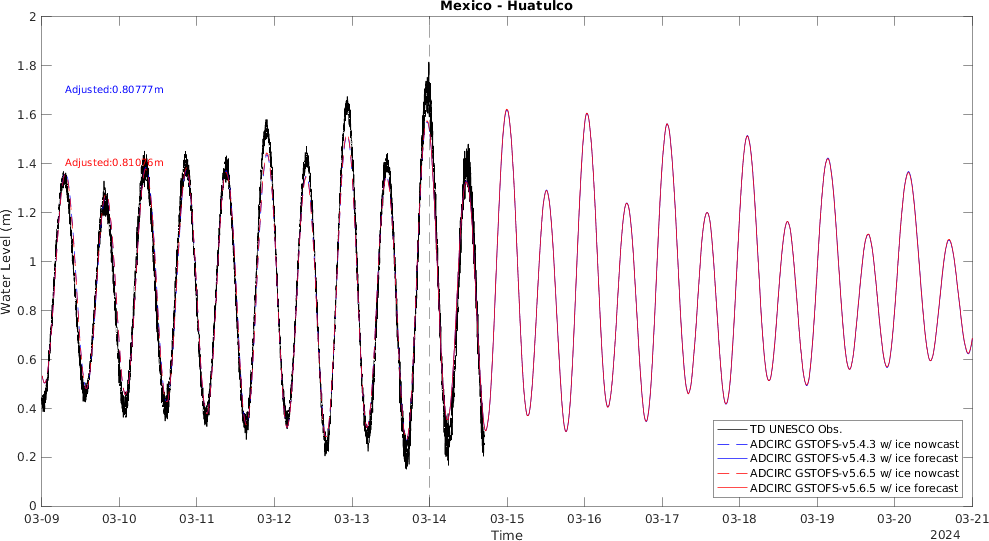 Mexico - Huatulco
Water Level (m)
2
1.8
1.6
1.4
1.2
1
0.8
0.6
0.4
0.2
0
Adjusted:0.80777m
TD UNESCO Obs.
ADCIRC GSTOFS-v5.4.3 w/ ice nowcast
ADCIRC GSTOFS-v5.4.3 w/ ice forecast
ADCIRC GSTOFS-v5.6.5 w/ ice nowcast
ADCIRC GSTOFS-v5.6.5 w/ ice forecast
03-09 03-10 03-11 03-12 03-13 03-14 03-15 03-16 03-17 03-18 03-19 03-20 03-21
Time
2024